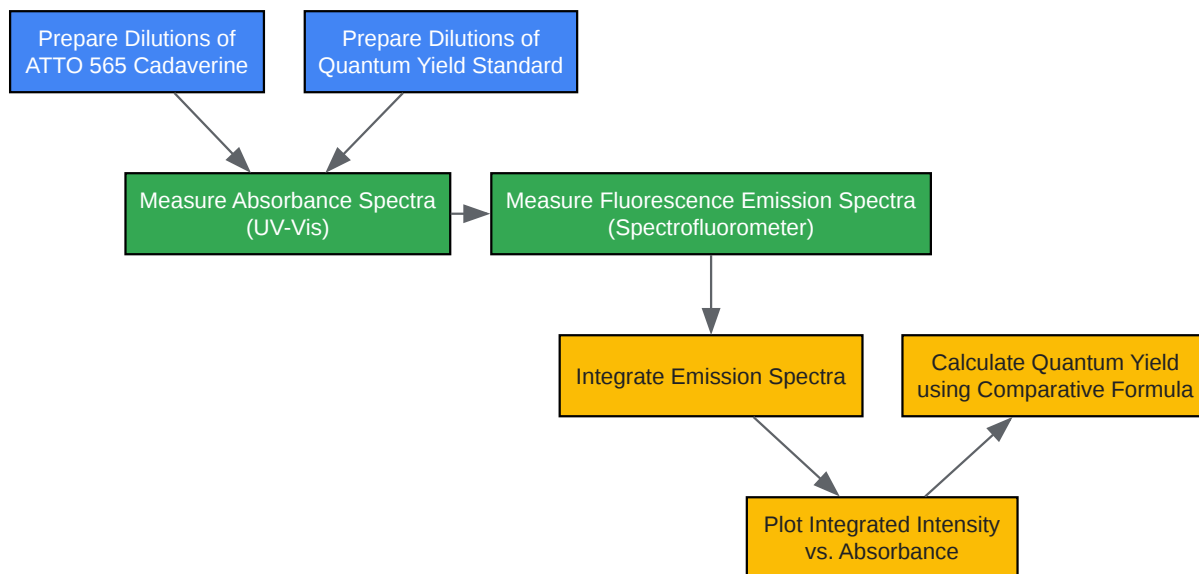 Prepare Dilutions of
ATTO 565 Cadaverine
Prepare Dilutions of
Quantum Yield Standard
Measure Absorbance Spectra
(UV-Vis)
Measure Fluorescence Emission Spectra
(Spectrofluorometer)
Integrate Emission Spectra
Calculate Quantum Yield
using Comparative Formula
Plot Integrated Intensity
vs. Absorbance